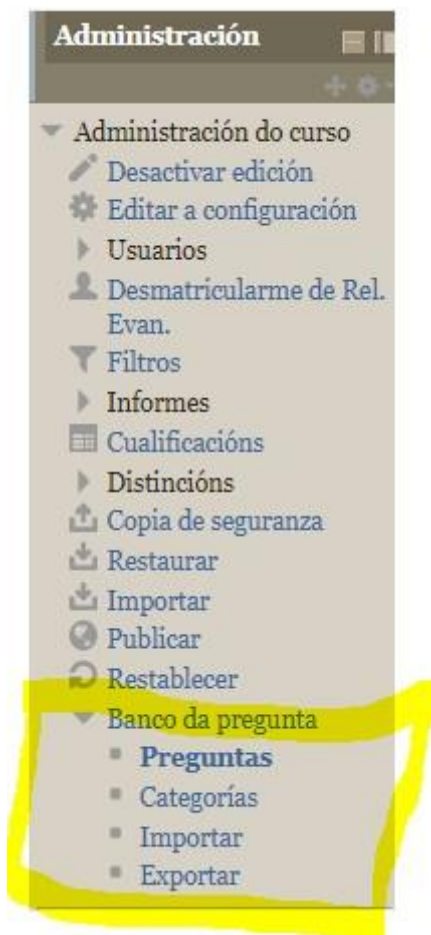 Administración
Administración do curso
Desactivar edición
Editar a configuración
Usuarios
Desmatricularme de Rel.
Evan.
Filtros
Informes
Cualificacións
Distincións
Copia de seguranza
Restaurar
Importar
Publicar
Restablecer
Banco da pregunta
Preguntas
Categorías
Importar
Exportar